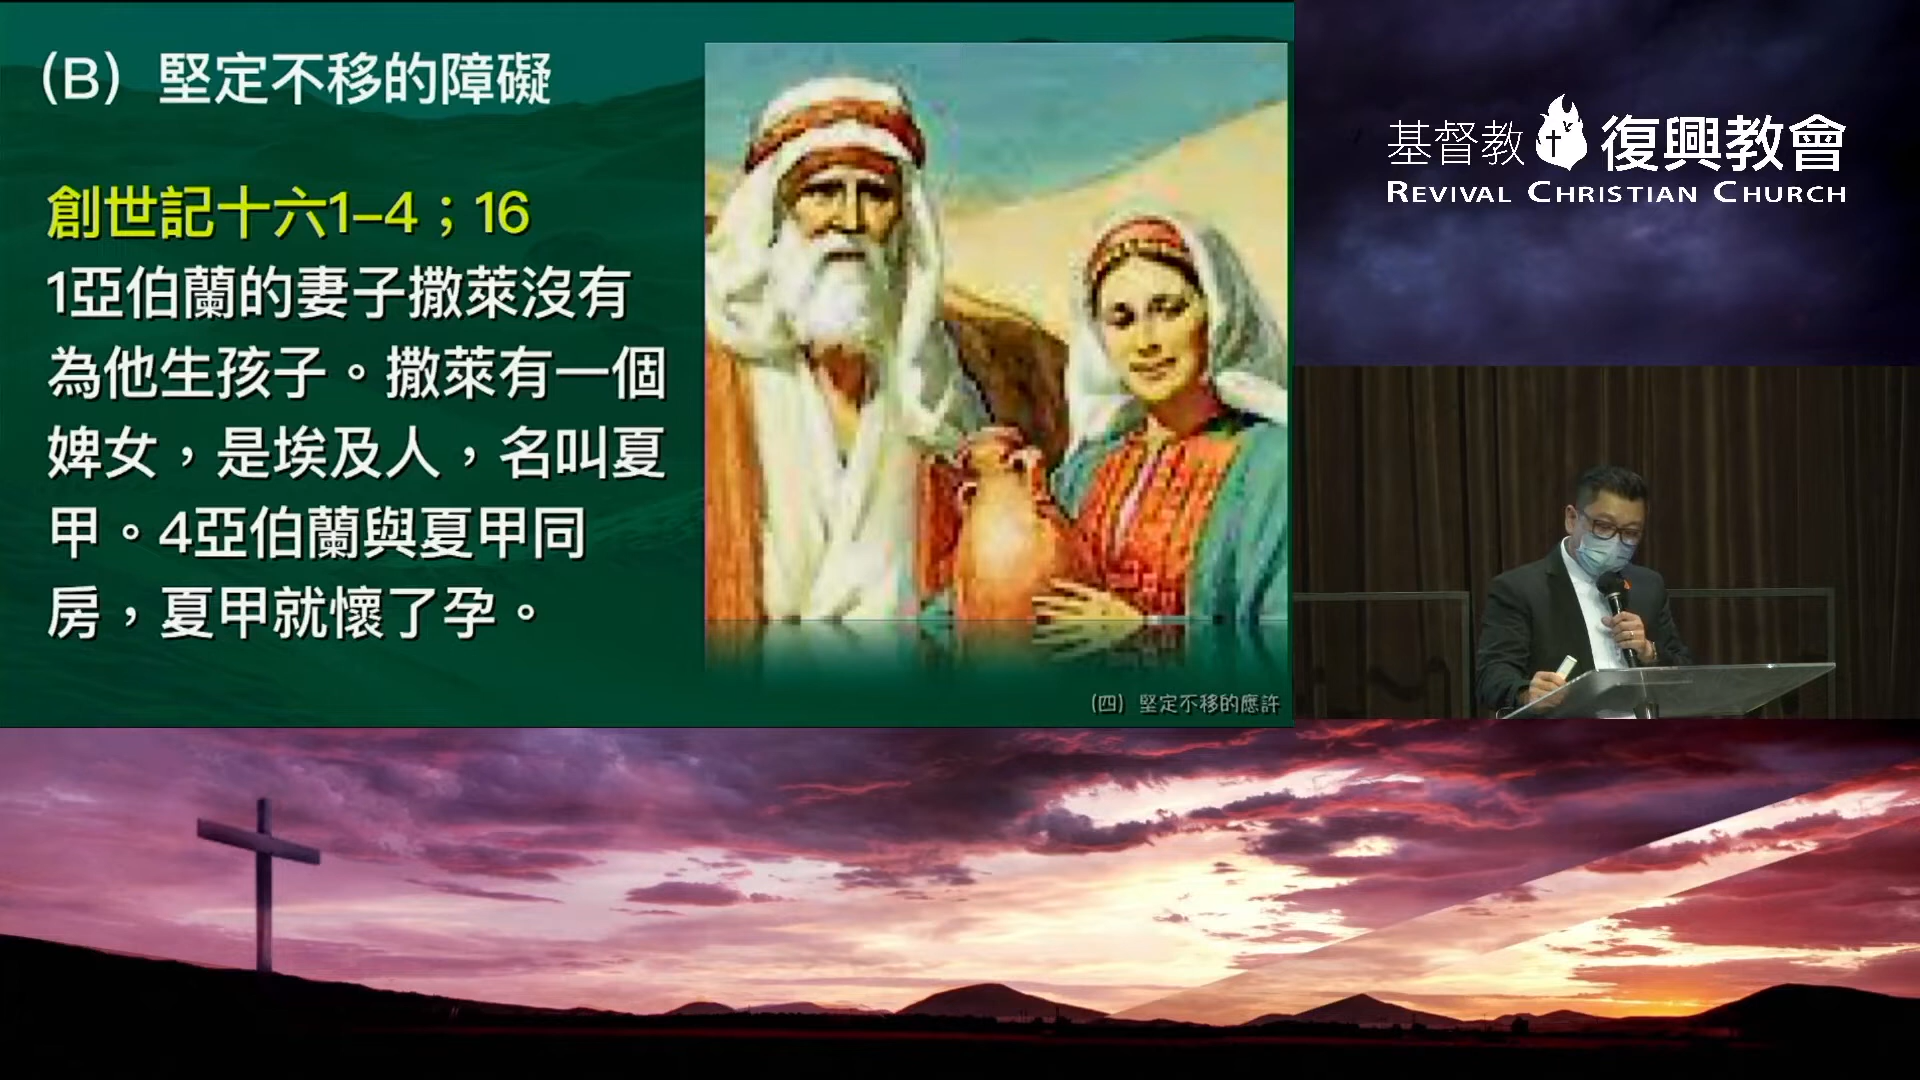 (B) 堅定不移的障礙
創世記十六1–4；16
1亞伯蘭的妻子撒萊沒有
為他生孩子。撒萊有一個
婢女，是埃及人，名叫夏
甲。4亞伯蘭與夏甲同
房，夏甲就懷了孕。
(四) 堅定不移的應許
基督教 復興教會
REVIVAL CHRISTIAN CHURCH